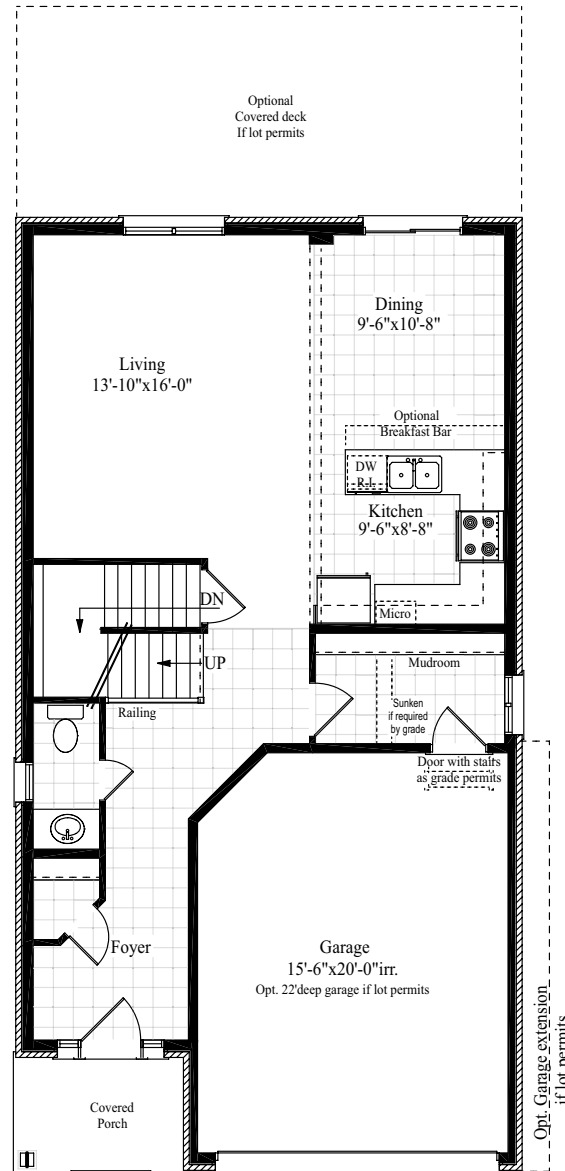 Optional
Covered deck
If lot permits
Dining
9'-6"x10'-8"
Living
13'-10"x16'-0"
Optional
Breakfast Bar
DW
R-I
Kitchen
9'-6"x8'-8"
DN
Micro
UP
Mudroom
Railing
Sunken
if required
by grade
Door with stairs
as grade permits
Foyer
Garage
15'-6"x20'-0"irr.
Opt. 22'deep garage if lot permits
Opt. Garage extension
if lot permits
Covered
Porch